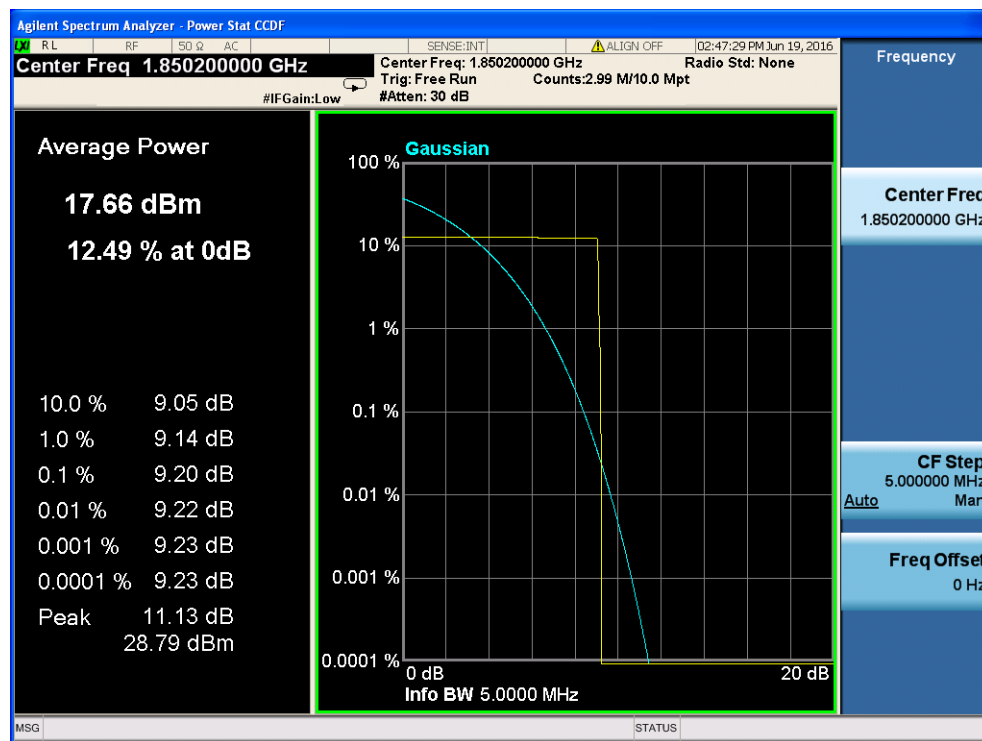 Agilent Spectrum Analyzer - Power Stat CCDF
LXI RL RF 50 Ω AC SENSE:INT ALIGN OFF 02:47:29 PM Jun 19, 2016
Center Freq 1.850200000 GHz
Center Freq: 1.850200000 GHz Radio Std: None
Trig: Free Run Counts:2.99 M/10.0 Mpt
#IFGain:Low #Atten: 30 dB
Frequency
Average Power
17.66 dBm
12.49 % at 0dB
10.0 % 9.05 dB
1.0 % 9.14 dB
0.1 % 9.20 dB
0.01 % 9.22 dB
0.001 % 9.23 dB
0.0001 % 9.23 dB
Peak 11.13 dB
28.79 dBm
Gaussian
100 %
10 %
1 %
0.1 %
0.01 %
0.001 %
0.0001 %
0 dB 20 dB
Info BW 5.0000 MHz
Center Freq
1.850200000 GHz
CF Step
5.000000 MHz
Auto Man
Freq Offset
0 Hz
MSG STATUS